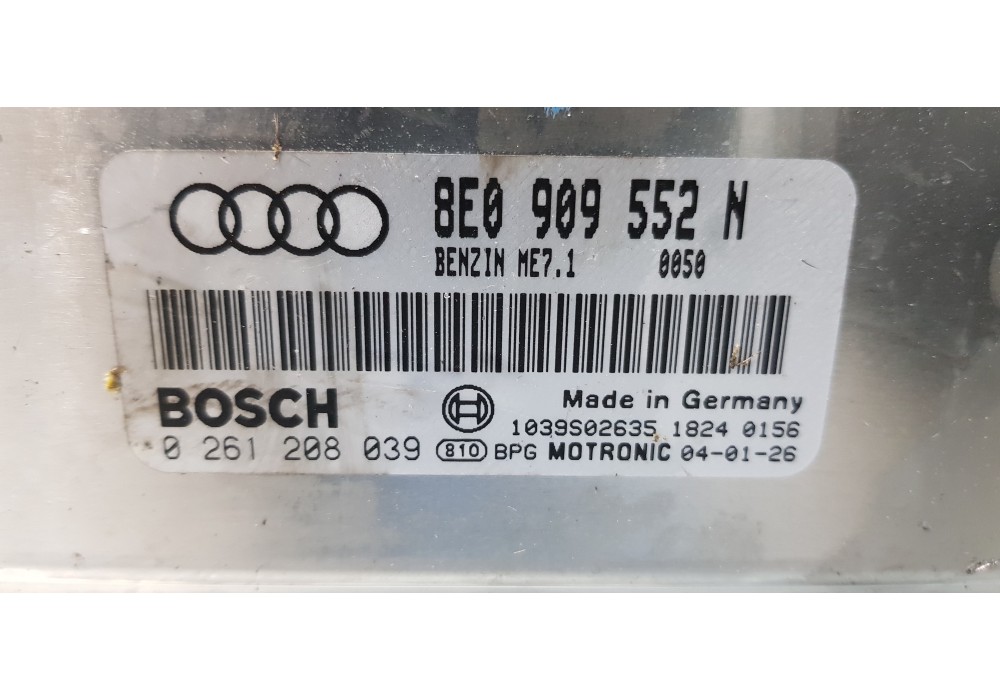 8E0 909 552 N
BENZIN ME7.1 0050
BOSCH
Made in Germany
1039S02635 1824 0156
0 261 208 039 810 BPG MOTRONIC 04-01-26